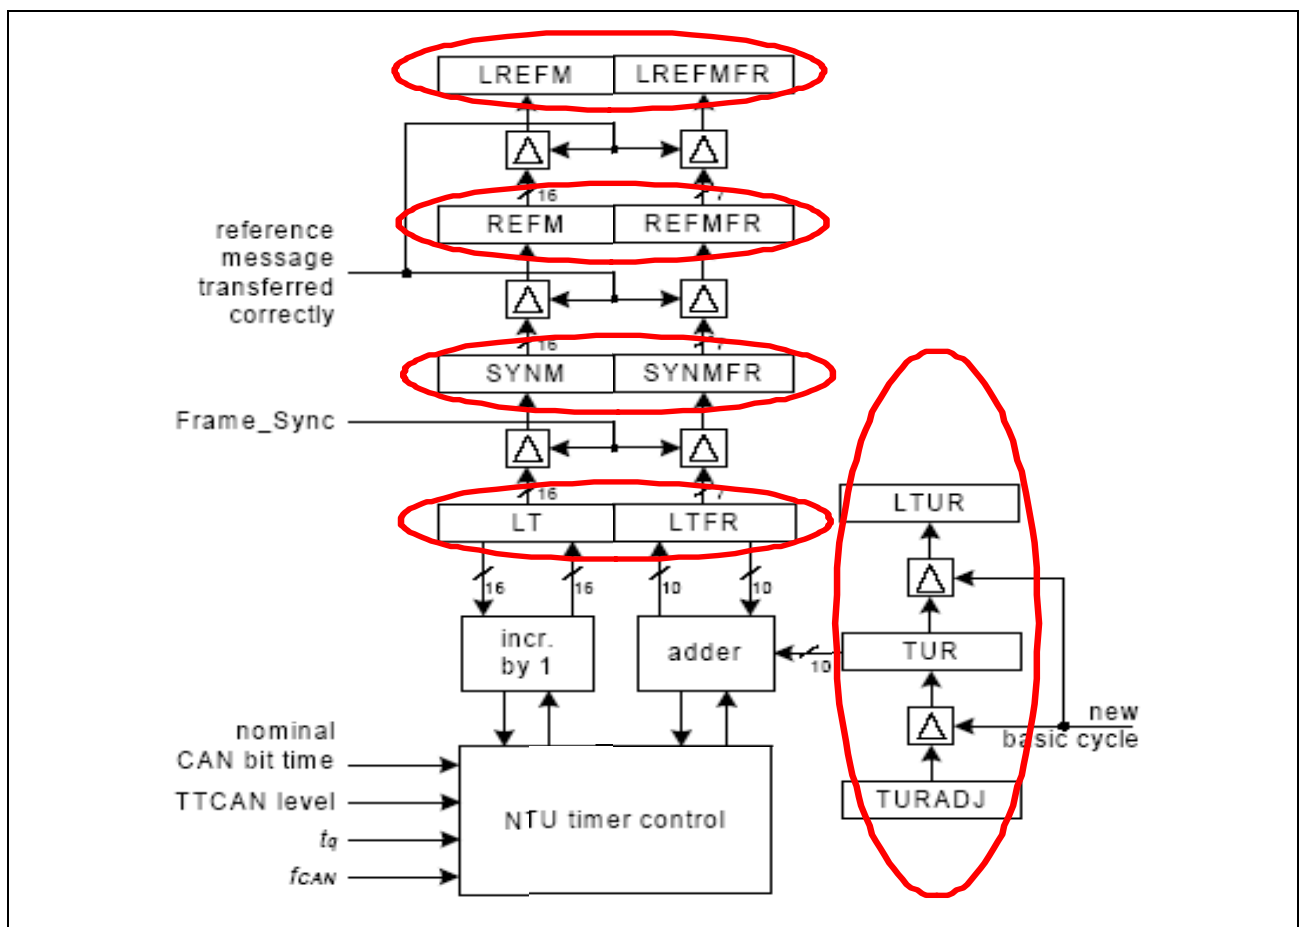 LREFM LREFMFR
16 7
REFM REFMFR
reference
message
transferred
correctly
16 7
SYNM SYNMFR
Frame_Sync
16 7
LT LTFR
16 16 10 10
incr.
by 1
adder
10
LTUR
TUR
new
basic cycle
TURADJ
nominal
CAN bit time
TTCAN level
tq
fCAN
NTU timer control